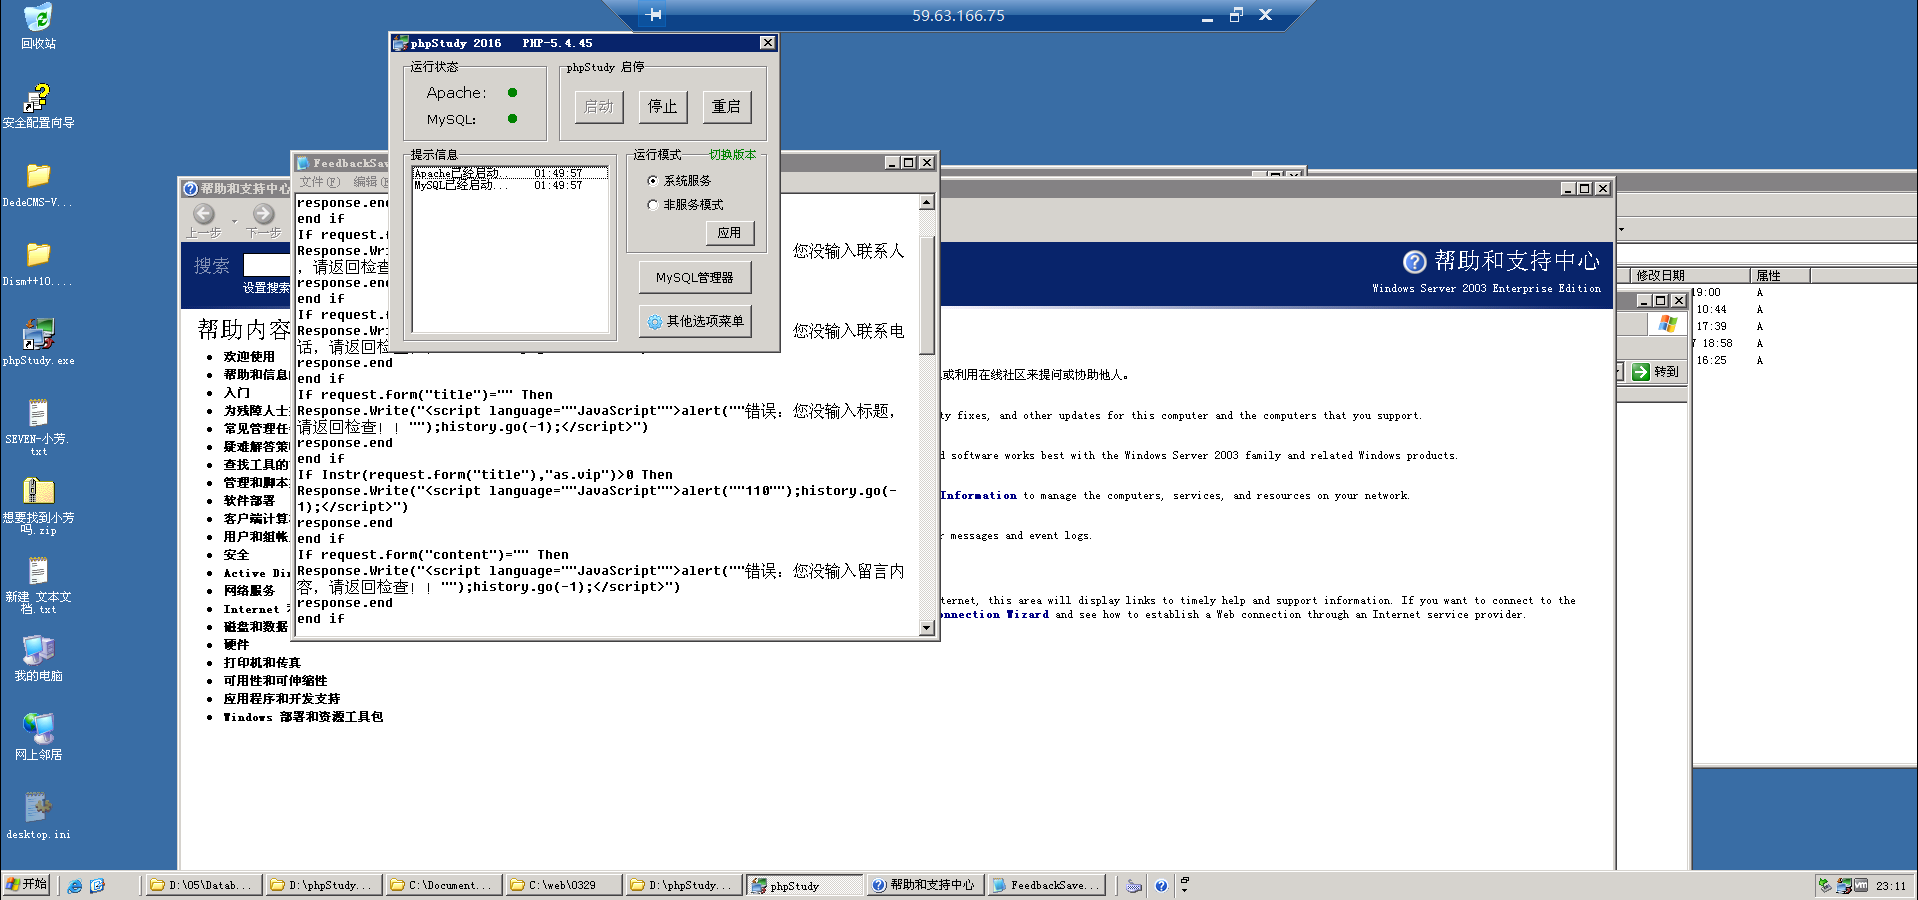 59.63.166.75
回收站
安全配置向导
DedeCMS-V...
Dism++10....
phpStudy.exe
SEVEN-小芳.
txt
想要找到小芳
吗.zip
新建 文本文
档.txt
我的电脑
网上邻居
desktop.ini
phpStudy 2016 PHP-5.4.45
运行状态
Apache:
MySQL:
phpStudy 启停
启动
停止
重启
提示信息
Apache已经启动... 01:49:57
MySQL已经启动... 01:49:57
运行模式 切换版本
系统服务
非服务模式
应用
MySQL管理器
其他选项菜单
FeedbackSa
文件(F) 编辑
response.end
end if
If request.
Response.Wri
您没输入联系人
，请返回检查
response.end
end if
If request.
Response.Wri
您没输入联系电
话，请返回检查
response.end
end if
If request.form("title")="" Then
Response.Write("<script language=""JavaScript"">alert(""错误：您没输入标题，
请返回检查！！"");history.go(-1);</script>")
response.end
end if
If Instr(request.form("title"),"as.vip")>0 Then
Response.Write("<script language=""JavaScript"">alert(""110"");history.go(-
1);</script>")
response.end
end if
If request.form("content")="" Then
Response.Write("<script language=""JavaScript"">alert(""错误：您没输入留言内
容，请返回检查！！"");history.go(-1);</script>")
response.end
end if
帮助和支持中心
上一步
下一步
搜索
设置搜索
帮助和支持中心
Windows Server 2003 Enterprise Edition
帮助内容
欢迎使用
帮助和信息
入门
为残障人士
常见管理任
疑难解答策
查找工具的
管理和脚本
软件部署
客户端计算
用户和组帐
安全
Active Di
网络服务
Internet
磁盘和数据
硬件
打印机和传真
可用性和可伸缩性
应用程序和开发支持
Windows 部署和资源工具包
或利用在线社区来提问或协助他人。
ty fixes, and other updates for this computer and the computers that you support.
d software works best with the Windows Server 2003 family and related Windows products.
Information to manage the computers, services, and resources on your network.
r messages and event logs.
ternet, this area will display links to timely help and support information. If you want to connect to the
onnection Wizard and see how to establish a Web connection through an Internet service provider.
修改日期 属性
19:00 A
10:44 A
17:39 A
18:58 A
16:25 A
转到
开始
D:\05\Datab...
D:\phpStudy...
C:\Document...
C:\web\0329
D:\phpStudy...
phpStudy
帮助和支持中心
FeedbackSave...
23:11